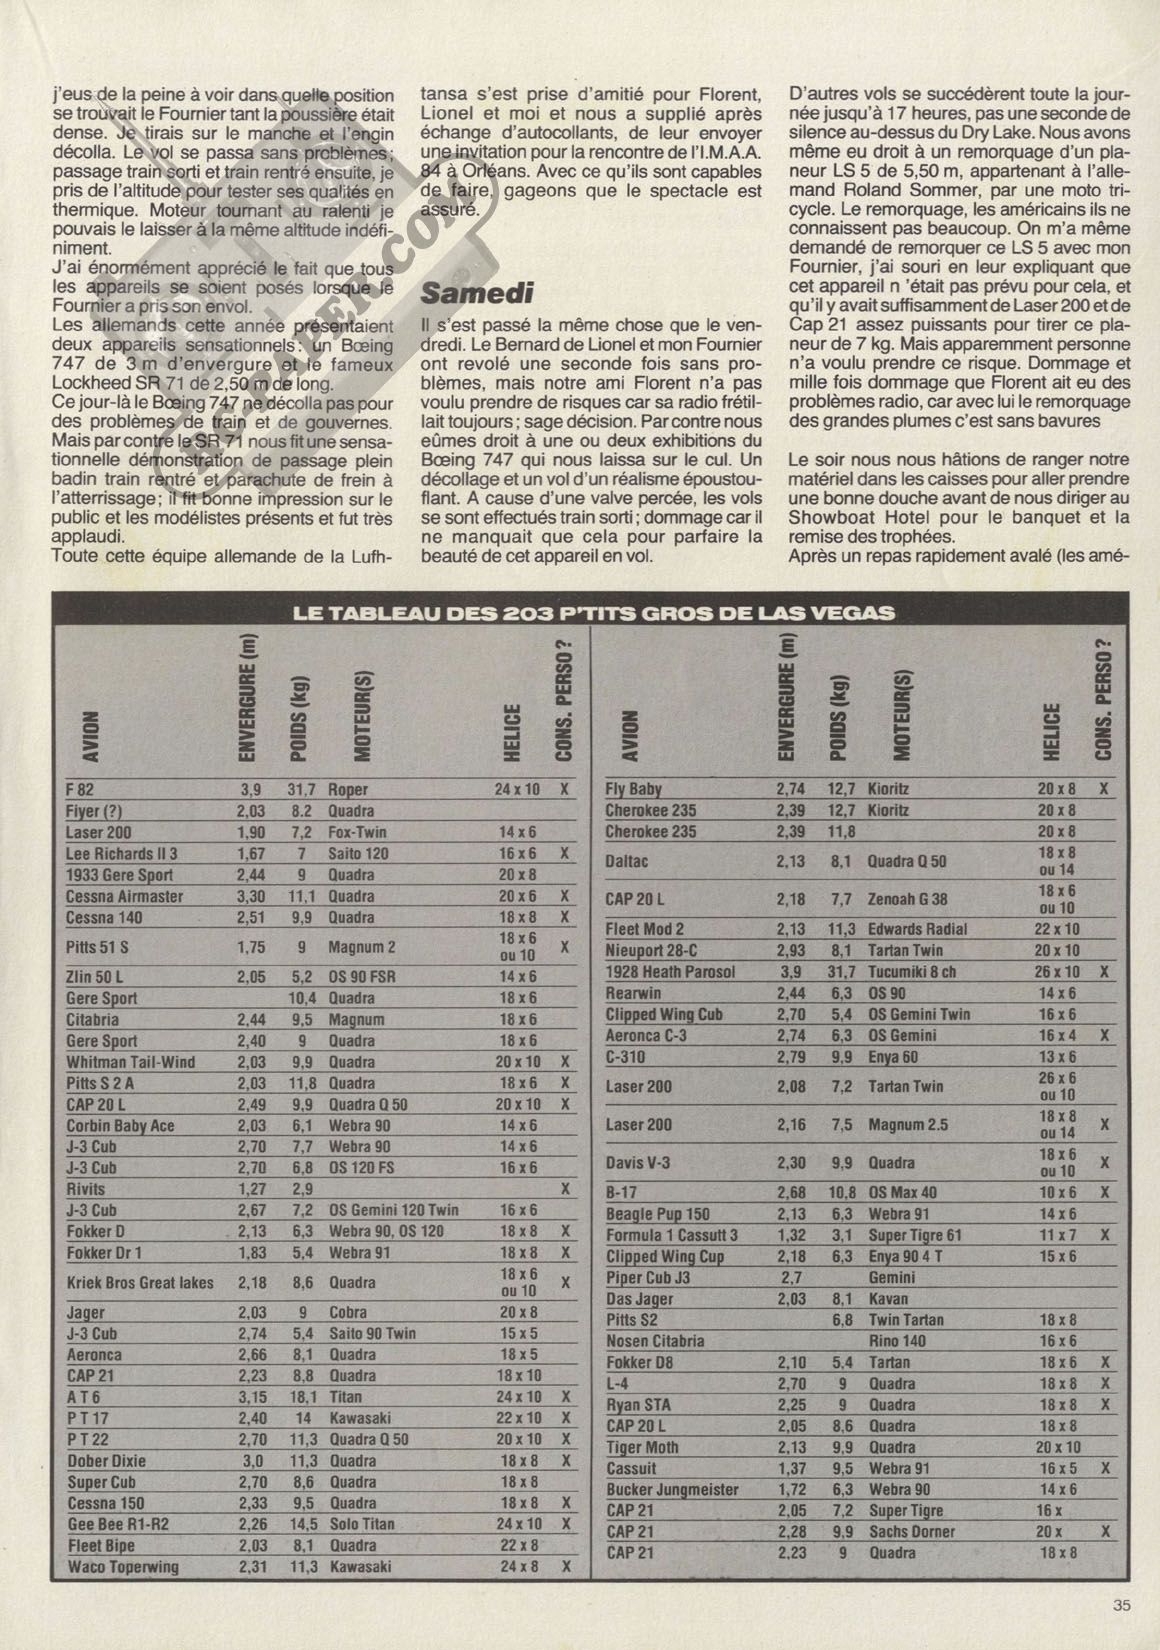 j'eus de la peine à voir dans quelle position
se trouvait le Fournier tant la poussière était
dense. Je tirais sur le manche et l'engin
décolla. Le vol se passa sans problèmes;
passage train sorti et train rentré ensuite, je
pris de l'altitude pour tester ses qualités en
thermique. Moteur tournant au ralenti je
pouvais le laisser à la même altitude indéfi-
niment.
J'ai énormément apprécié le fait que tous
les appareils se soient posés lorsque le
Fournier a pris son envol.
Les allemands cette année présentaient
deux appareils sensationnels: un Bœing
747 de 3 m d'envergure et le fameux
Lockheed SR 71 de 2,50 m de long.
Ce jour-là le Bœing 747 ne décolla pas pour
des problèmes de train et de gouvernes.
Mais par contre le SR 71 nous fit une sensa-
tionnelle démonstration de passage plein
badin train rentré et parachute de frein à
l'atterrissage; il fit bonne impression sur le
public et les modélistes présents et fut très
applaudi.
Toute cette équipe allemande de la Lufh-
tansa s'est prise d'amitié pour Florent,
Lionel et moi et nous a supplié après
échange d'autocollants, de leur envoyer
une invitation pour la rencontre de l'I.M.A.A.
84 à Orléans. Avec ce qu'ils sont capables
de faire, gageons que le spectacle est
assuré.
Samedi
Il s'est passé la même chose que le ven-
dredi. Le Bernard de Lionel et mon Fournier
ont revolé une seconde fois sans pro-
blèmes, mais notre ami Florent n'a pas
voulu prendre de risques car sa radio frétil-
lait toujours; sage décision. Par contre nous
eûmes droit à une ou deux exhibitions du
Bœing 747 qui nous laissa sur le cul. Un
décollage et un vol d'un réalisme époustou-
flant. A cause d'une valve percée, les vols
se sont effectués train sorti; dommage car il
ne manquait que cela pour parfaire la
beauté de cet appareil en vol.
D'autres vols se succédèrent toute la jour-
née jusqu'à 17 heures, pas une seconde de
silence au-dessus du Dry Lake. Nous avons
même eu droit à un remorquage d'un pla-
neur LS 5 de 5,50 m, appartenant à l'alle-
mand Roland Sommer, par une moto tri-
cycle. Le remorquage, les américains ils ne
connaissent pas beaucoup. On m'a même
demandé de remorquer ce LS 5 avec mon
Fournier, j'ai souri en leur expliquant que
cet appareil n 'était pas prévu pour cela, et
qu'il y avait suffisamment de Laser 200 et de
Cap 21 assez puissants pour tirer ce pla-
neur de 7 kg. Mais apparemment personne
n'a voulu prendre ce risque. Dommage et
mille fois dommage que Florent ait eu des
problèmes radio, car avec lui le remorquage
des grandes plumes c'est sans bavures
Le soir nous nous hâtions de ranger notre
matériel dans les caisses pour aller prendre
une bonne douche avant de nous diriger au
Showboat Hotel pour le banquet et la
remise des trophées.
Après un repas rapidement avalé (les amé-
RC-PAPER.COM
LE TABLEAU DES 203 P'TITS GROS DE LAS VEGAS
AVION ENVERGURE (m) POIDS (kg) MOTEUR(S) HELICE CONS. PERSO?
F 82 3,9 31,7 Roper 24 x 10 X
Flyer (?) 2,03 8.2 Quadra
Laser 200 1,90 7,2 Fox-Twin 14 x 6
Lee Richards II 3 1,67 7 Saito 120 16 x 6 X
1933 Gere Sport 2,44 9 Quadra 20 x 8
Cessna Airmaster 3,30 11,1 Quadra 20 x 6 X
Cessna 140 2,51 9,9 Quadra 18 x 8 X
Pitts 51 S 1,75 9 Magnum 2 18 x 6 ou 10 X
Zlin 50 L 2,05 5,2 OS 90 FSR 14 x 6
Gere Sport 10,4 Quadra 18 x 6
Citabria 2,44 9,5 Magnum 18 x 6
Gere Sport 2,40 9 Quadra 18 x 6
Whitman Tail-Wind 2,03 9,9 Quadra 20 x 10 X
Pitts S 2 A 2,03 11,8 Quadra 18 x 6 X
CAP 20 L 2,49 9,9 Quadra Q 50 20 x 10 X
Corbin Baby Ace 2,03 6,1 Webra 90 14 x 6
J-3 Cub 2,70 7,7 Webra 90 14 x 6
J-3 Cub 2,70 6,8 OS 120 FS 16 x 6
Rivits 1,27 2,9 X
J-3 Cub 2,67 7,2 OS Gemini 120 Twin 16 x 6
Fokker D 2,13 6,3 Webra 90, OS 120 18 x 8 X
Fokker Dr 1 1,83 5,4 Webra 91 18 x 8 X
Kriek Bros Great lakes 2,18 8,6 Quadra 18 x 6 ou 10 X
Jager 2,03 9 Cobra 20 x 8
J-3 Cub 2,74 5,4 Saito 90 Twin 15 x 5
Aeronca 2,66 8,1 Quadra 18 x 5
CAP 21 2,23 8,8 Quadra 18 x 10
A T 6 3,15 18,1 Titan 24 x 10 X
P T 17 2,40 14 Kawasaki 22 x 10 X
P T 22 2,70 11,3 Quadra Q 50 20 x 10 X
Dober Dixie 3,0 11,3 Quadra 18 x 8 X
Super Cub 2,70 8,6 Quadra 18 x 8
Cessna 150 2,33 9,5 Quadra 18 x 8 X
Gee Bee R1-R2 2,26 14,5 Solo Titan 24 x 10 X
Fleet Bipe 2,03 8,1 Quadra 22 x 8
Waco Toperwing 2,31 11,3 Kawasaki 24 x 8 X
AVION ENVERGURE (m) POIDS (kg) MOTEUR(S) HELICE CONS. PERSO?
Fly Baby 2,74 12,7 Kioritz 20 x 8 X
Cherokee 235 2,39 12,7 Kioritz 20 x 8
Cherokee 235 2,39 11,8 20 x 8
Daltac 2,13 8,1 Quadra Q 50 18 x 8 ou 14
CAP 20 L 2,18 7,7 Zenoah G 38 18 x 6 ou 10
Fleet Mod 2 2,13 11,3 Edwards Radial 22 x 10
Nieuport 28-C 2,93 8,1 Tartan Twin 20 x 10
1928 Heath Parosol 3,9 31,7 Tucumiki 8 ch 26 x 10 X
Rearwin 2,44 6,3 OS 90 14 x 6
Clipped Wing Cub 2,70 5,4 OS Gemini Twin 16 x 6
Aeronca C-3 2,74 6,3 OS Gemini 16 x 4 X
C-310 2,79 9,9 Enya 60 13 x 6
Laser 200 2,08 7,2 Tartan Twin 26 x 6 ou 10
Laser 200 2,16 7,5 Magnum 2.5 18 x 8 ou 14 X
Davis V-3 2,30 9,9 Quadra 18 x 6 ou 10 X
B-17 2,68 10,8 OS Max 40 10 x 6 X
Beagle Pup 150 2,13 6,3 Webra 91 14 x 6
Formula 1 Cassutt 3 1,32 3,1 Super Tigre 61 11 x 7 X
Clipped Wing Cup 2,18 6,3 Enya 90 4 T 15 x 6
Piper Cub J3 2,7 Gemini
Das Jager 2,03 8,1 Kavan
Pitts S2 6,8 Twin Tartan 18 x 8
Nosen Citabria Rino 140 16 x 6
Fokker D8 2,10 5,4 Tartan 18 x 6 X
L-4 2,70 9 Quadra 18 x 8 X
Ryan STA 2,25 9 Quadra 18 x 8 X
CAP 20 L 2,05 8,6 Quadra 18 x 8
Tiger Moth 2,13 9,9 Quadra 20 x 10
Cassuit 1,37 9,5 Webra 91 16 x 5 X
Bucker Jungmeister 1,72 6,3 Webra 90 14 x 6
CAP 21 2,05 7,2 Super Tigre 16 x
CAP 21 2,28 9,9 Sachs Dorner 20 x X
CAP 21 2,23 9 Quadra 18 x 8
35